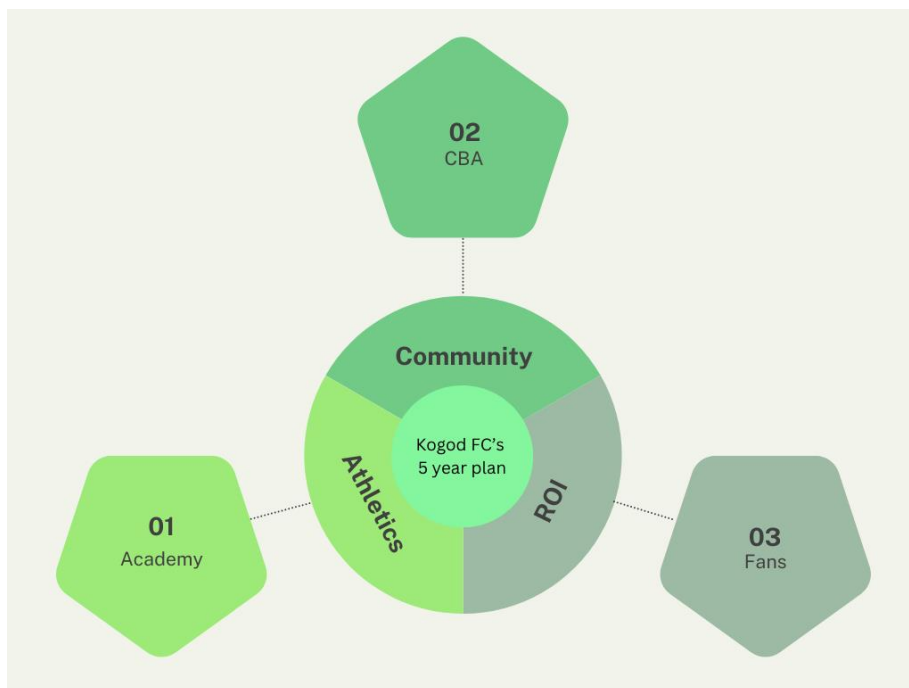 02
CBA
Community
Kogod FC's
5 year plan
Athletics
ROI
01
Academy
03
Fans